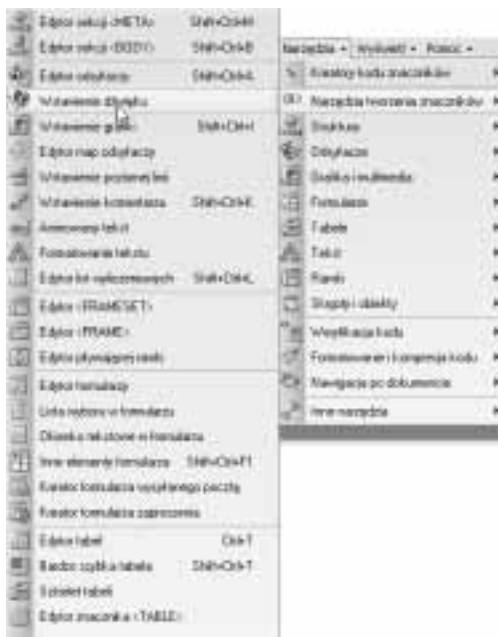 Edytor sekcji <META> Shift+Ctrl+M
Edytor sekcji <BODY> Shift+Ctrl+B
Edytor odsyłaczy Shift+Ctrl+A
Wstawienie dźwięku
Wstawienie grafiki Shift+Ctrl+I
Edytor map odsyłaczy
Wstawienie poziomej linii
Wstawienie komentarza Shift+Ctrl+K
Animowany tekst
Formatowanie tekstu
Edytor list wyliczeniowych Shift+Ctrl+L
Edytor <FRAMESET>
Edytor <FRAME>
Edytor pływającej ramki
Edytor formularzy
Lista wyboru w formularzu
Okienko tekstowe w formularzu
Inne elementy formularza Shift+Ctrl+F1
Kreator formularza wysyłanego pocztą
Kreator formularza zaproszenia
Edytor tabel Ctrl+T
Bardzo szybka tabela Shift+Ctrl+T
Szkielet tabeli
Edytor znacznika <TABLE>
Narzędzia Wyświetl Pomoc
Kreatory kodu znaczników
Narzędzia tworzenia znaczników
Struktura
Odsyłacze
Grafika i multimedia
Formularze
Tabele
Tekst
Ramki
Skrypty i obiekty
Weryfikacja kodu
Formatowanie i kompresja kodu
Nawigacja po dokumencie
Inne narzędzia